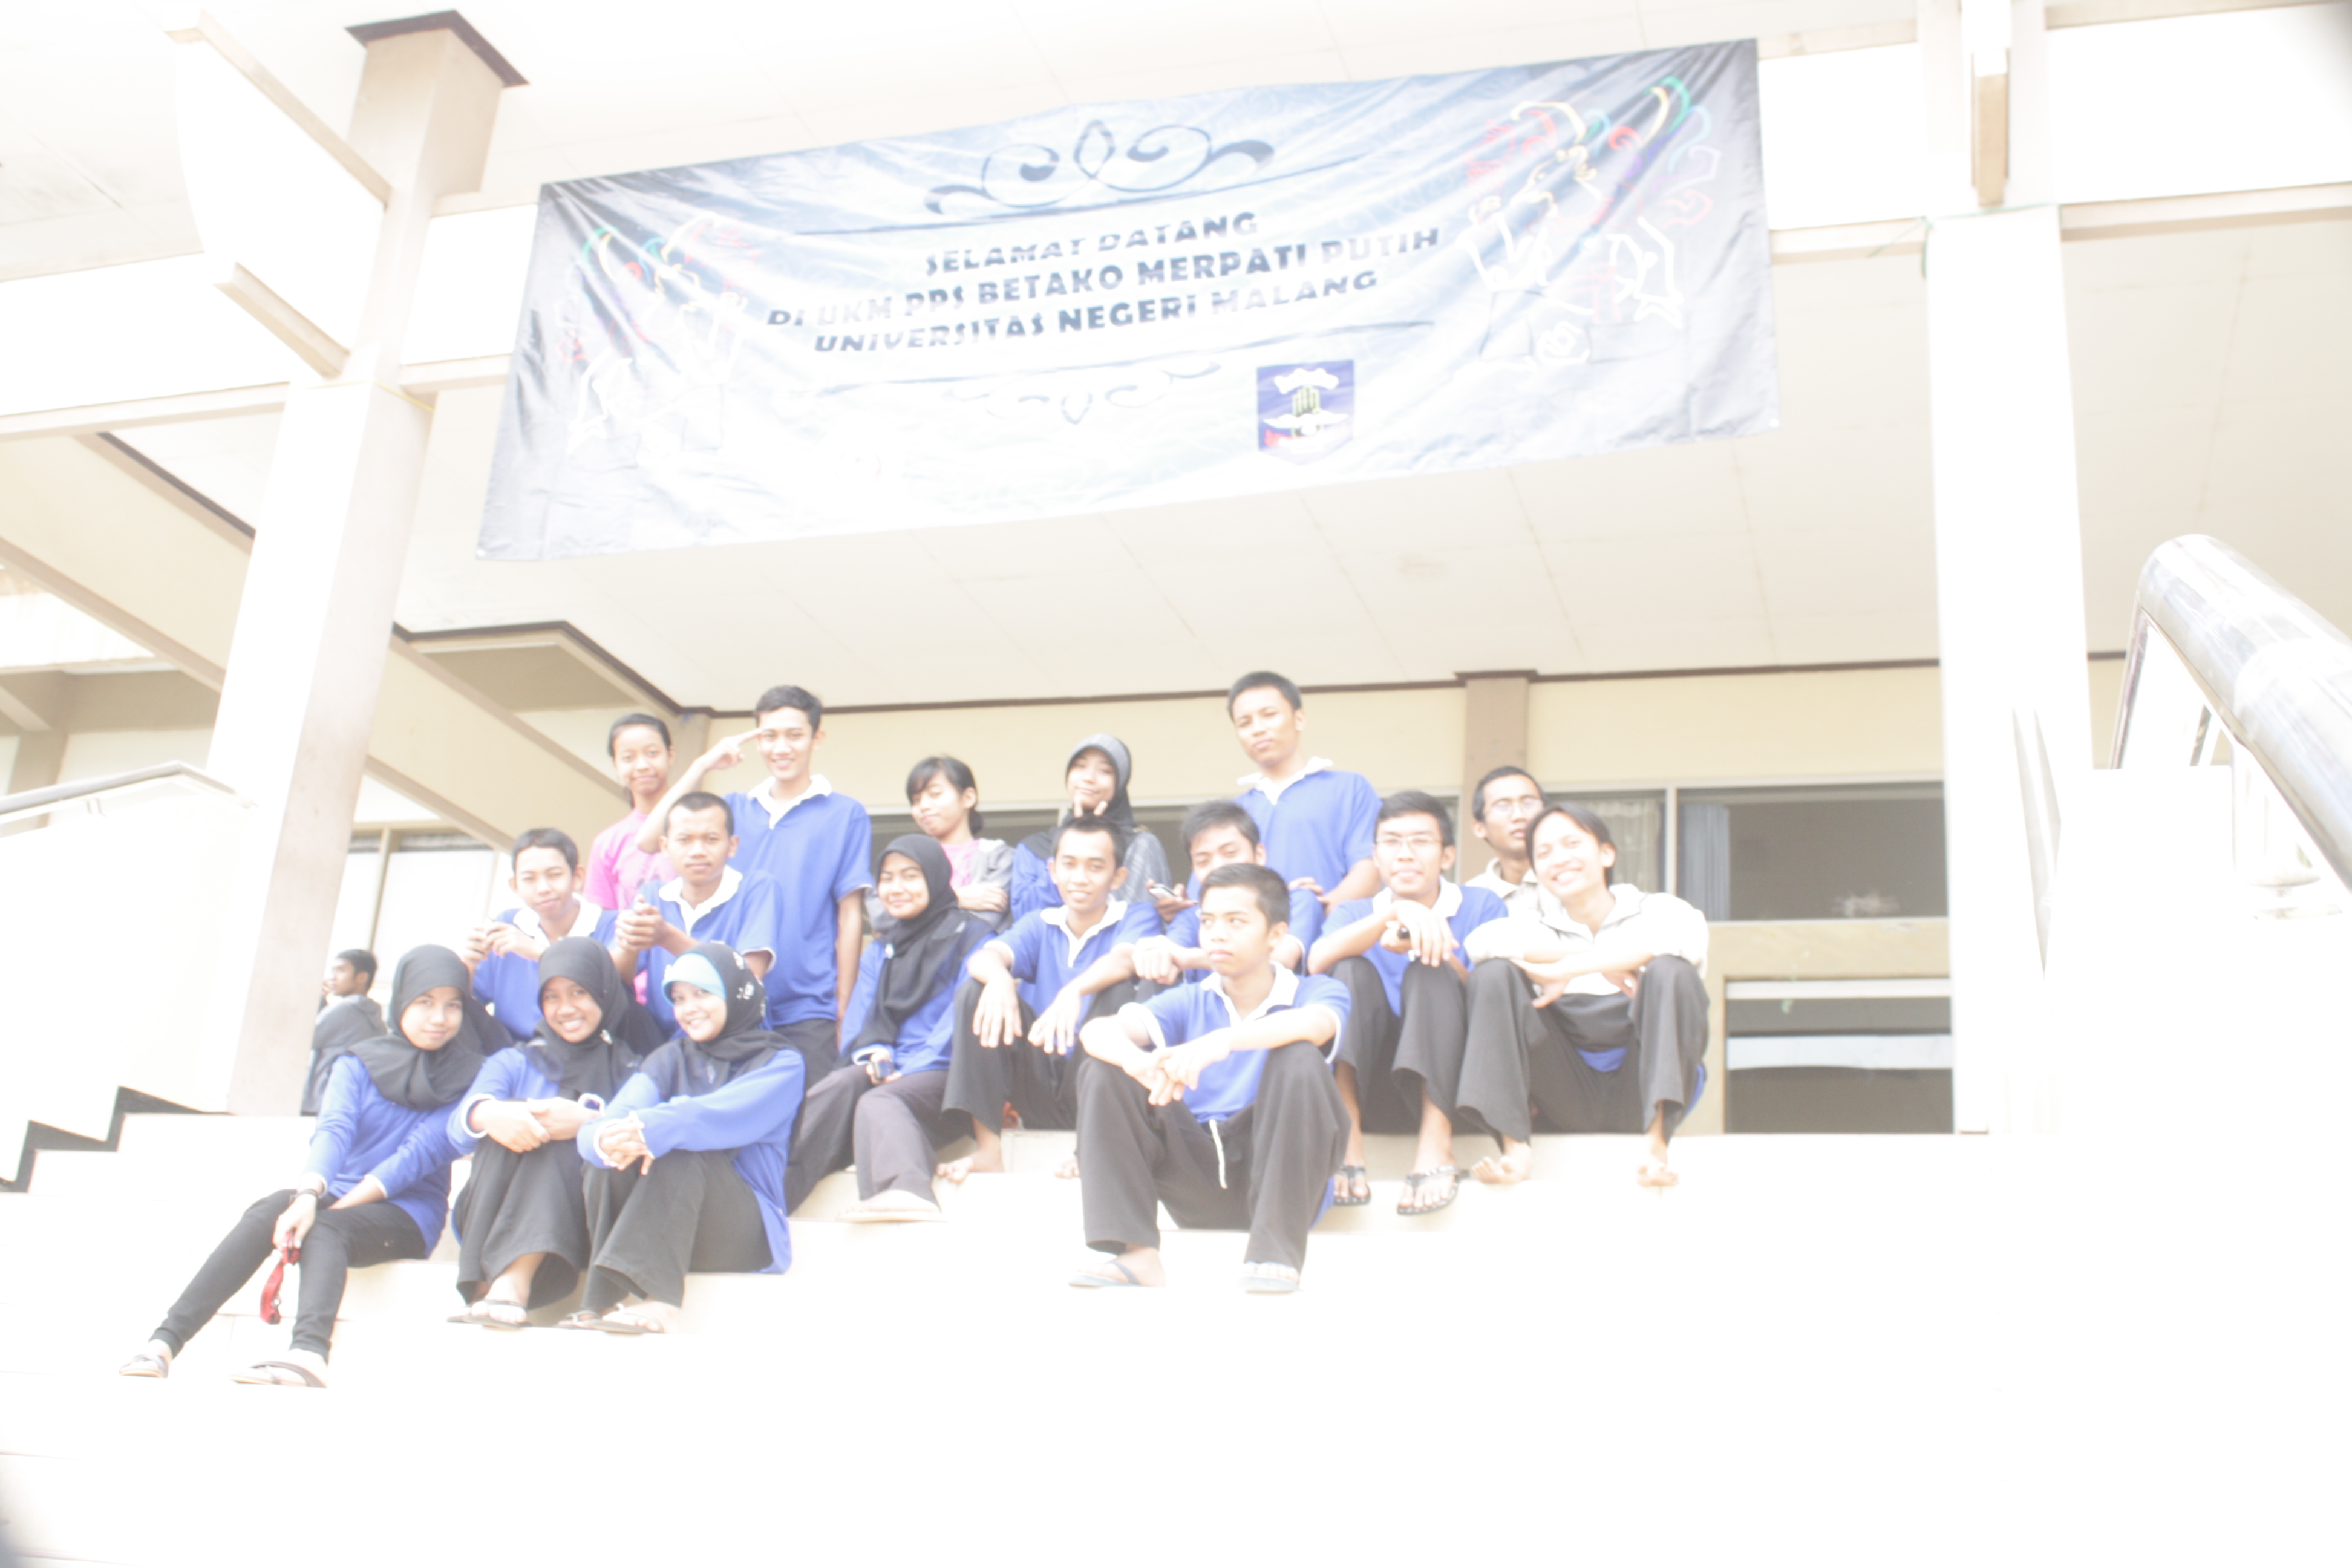 SELAMAT DATANG
DI UKM PPS BETAKO MERPATI PUTIH
UNIVERSITAS NEGERI MALANG